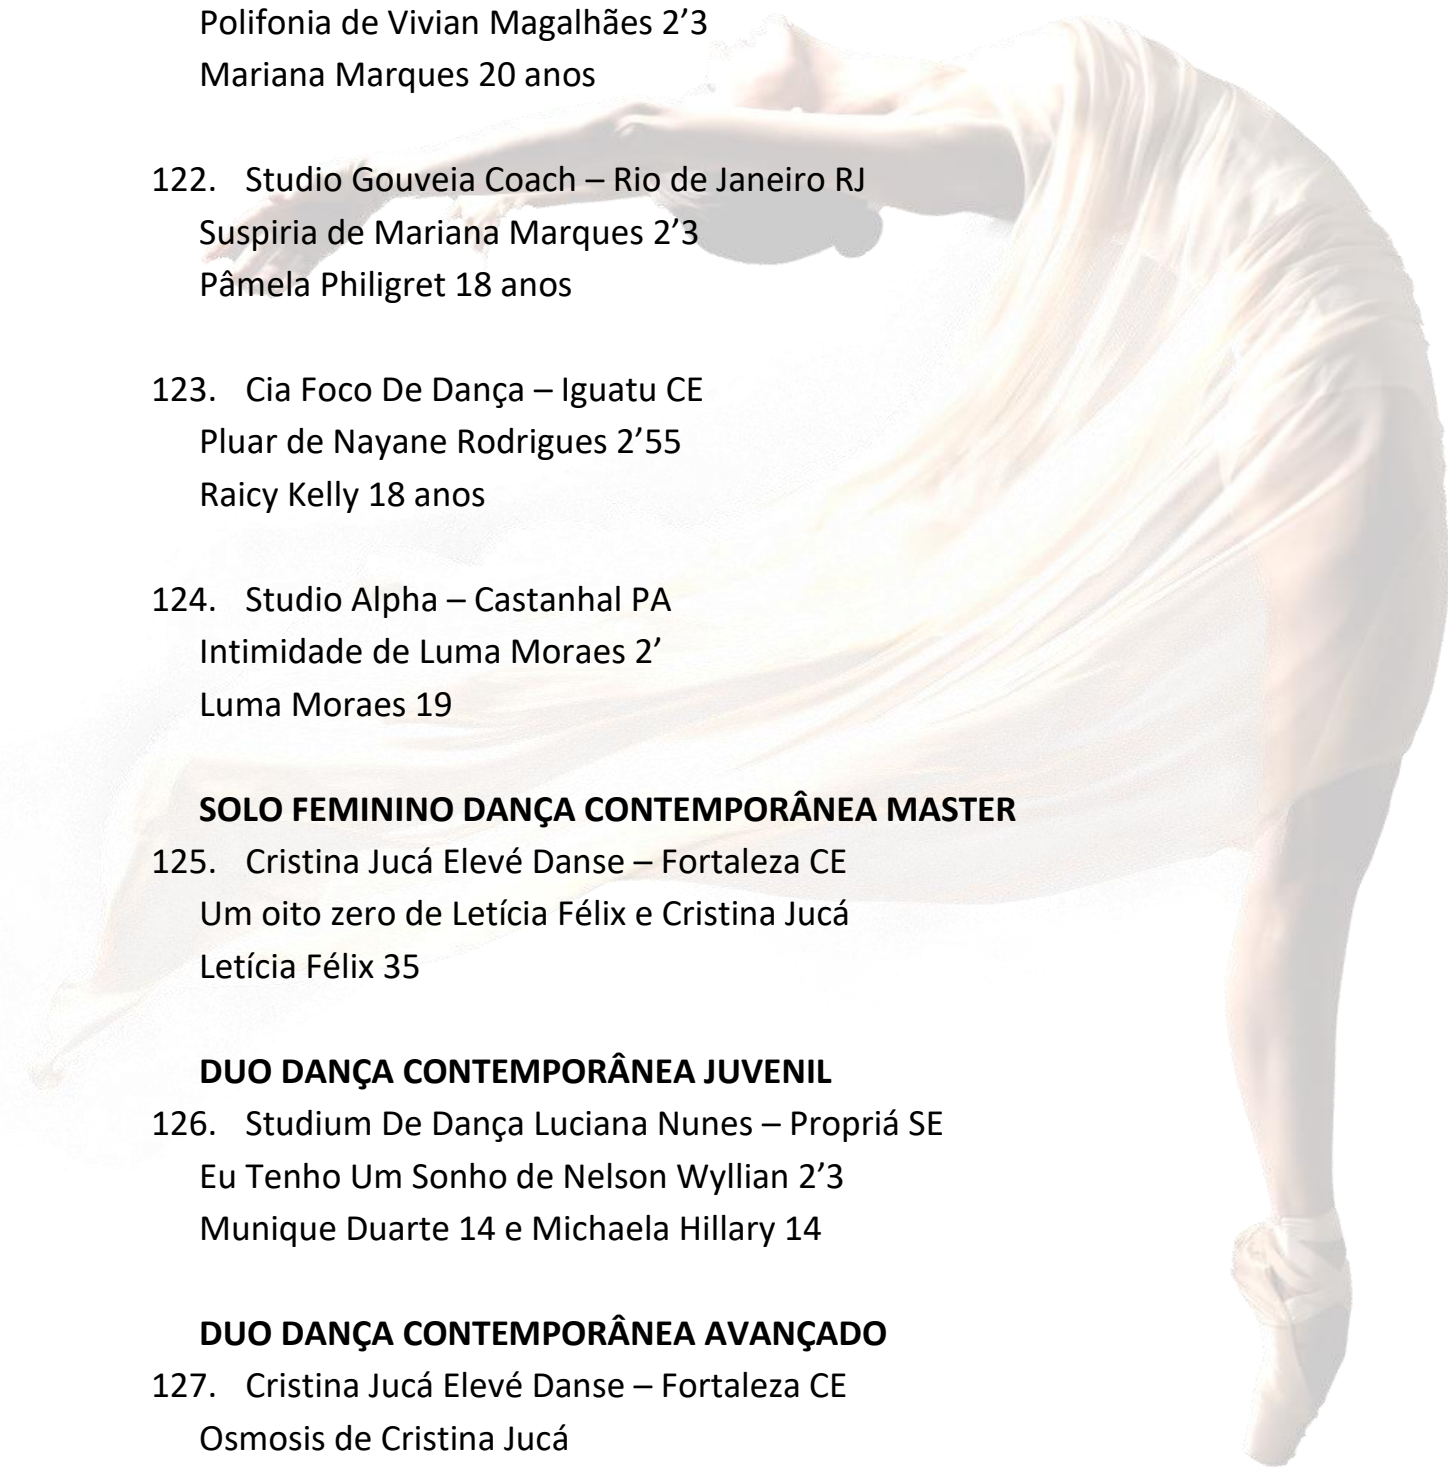 Polifonia de Vivian Magalhães 2’3
Mariana Marques 20 anos
122. Studio Gouveia Coach – Rio de Janeiro RJ
Suspiria de Mariana Marques 2’3
Pâmela Philigret 18 anos
123. Cia Foco De Dança – Iguatu CE
Pluar de Nayane Rodrigues 2’55
Raicy Kelly 18 anos
124. Studio Alpha – Castanhal PA
Intimidade de Luma Moraes 2’
Luma Moraes 19
SOLO FEMININO DANÇA CONTEMPORÂNEA MASTER
125. Cristina Jucá Elevé Danse – Fortaleza CE
Um oito zero de Letícia Félix e Cristina Jucá
Letícia Félix 35
DUO DANÇA CONTEMPORÂNEA JUVENIL
126. Studium De Dança Luciana Nunes – Propriá SE
Eu Tenho Um Sonho de Nelson Wyllian 2’3
Munique Duarte 14 e Michaela Hillary 14
DUO DANÇA CONTEMPORÂNEA AVANÇADO
127. Cristina Jucá Elevé Danse – Fortaleza CE
Osmosis de Cristina Jucá